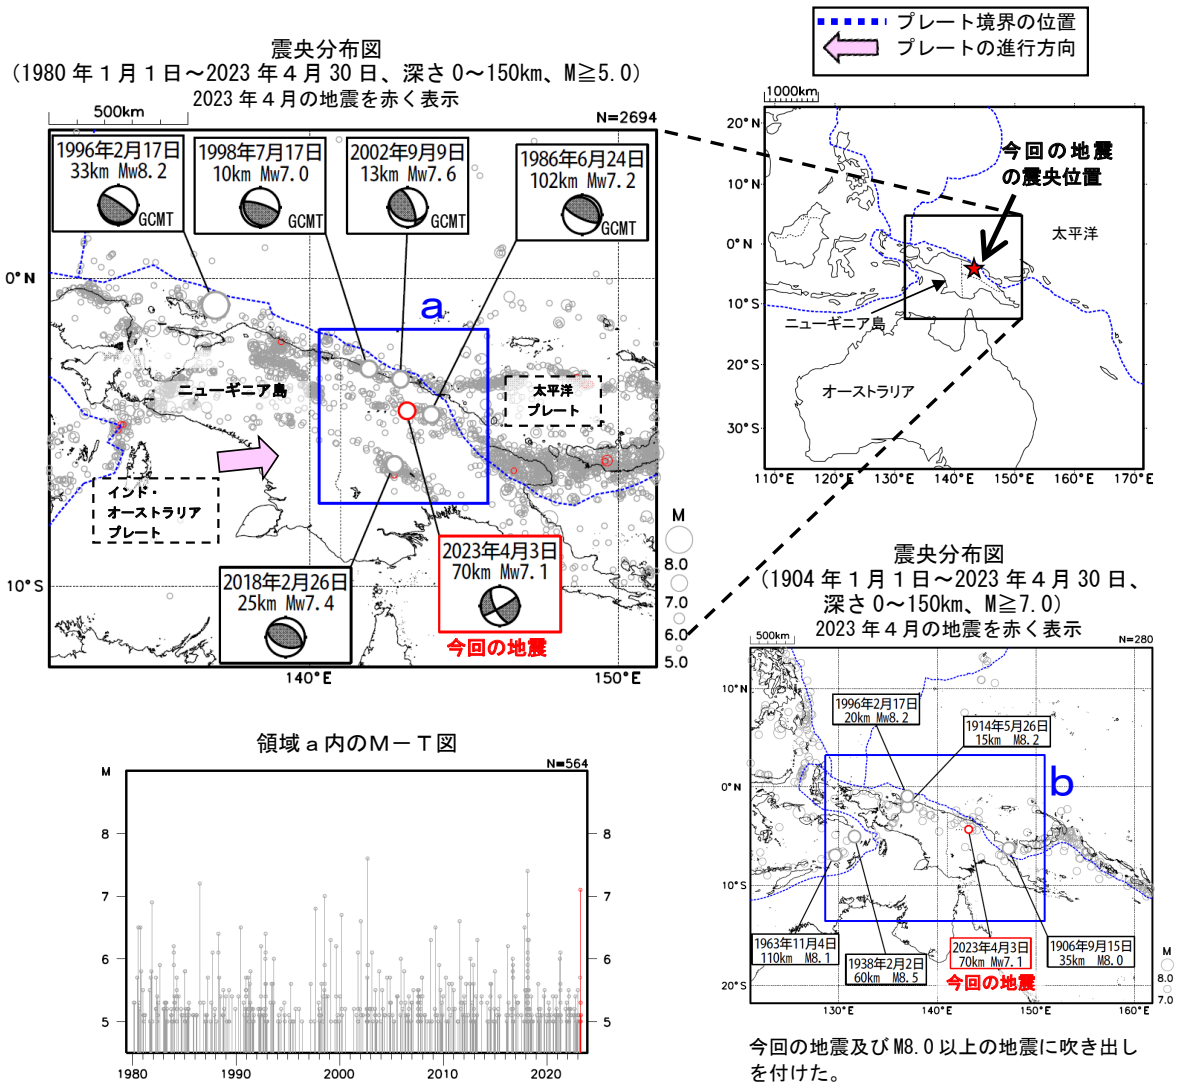 プレート境界の位置
プレートの進行方向
震央分布図
（1980年１月１日～2023年４月30日、深さ０～150km、M≧5.0）
2023年４月の地震を赤く表示
500km
N=2694
1996年2月17日
33km Mw8.2
GCMT
1998年7月17日
10km Mw7.0
GCMT
2002年9月9日
13km Mw7.6
GCMT
1986年6月24日
102km Mw7.2
GCMT
0°N
10°S
140°E
150°E
a
ニューギニア島
太平洋
プレート
インド・
オーストラリア
プレート
2018年2月26日
25km Mw7.4
2023年4月3日
70km Mw7.1
今回の地震
M
8.0
7.0
6.0
5.0
1000km
20°N
10°N
0°N
10°S
20°S
30°S
110°E
120°E
130°E
140°E
150°E
160°E
170°E
今回の地震
の震央位置
太平洋
ニューギニア島
オーストラリア
震央分布図
（1904年１月１日～2023年４月30日、
深さ０～150km、M≧7.0）
2023年４月の地震を赤く表示
500km
N=280
10°N
0°N
10°S
20°S
130°E
140°E
150°E
160°E
1996年2月17日
20km Mw8.2
1914年5月26日
15km M8.2
b
1963年11月4日
110km M8.1
1938年2月2日
60km M8.5
2023年4月3日
70km Mw7.1
今回の地震
1906年9月15日
35km M8.0
M
8.0
7.0
今回の地震及びM8.0以上の地震に吹き出し
を付けた。
領域ａ内のＭ－Ｔ図
M
N=564
8
7
6
5
8
7
6
5
1980
1990
2000
2010
2020